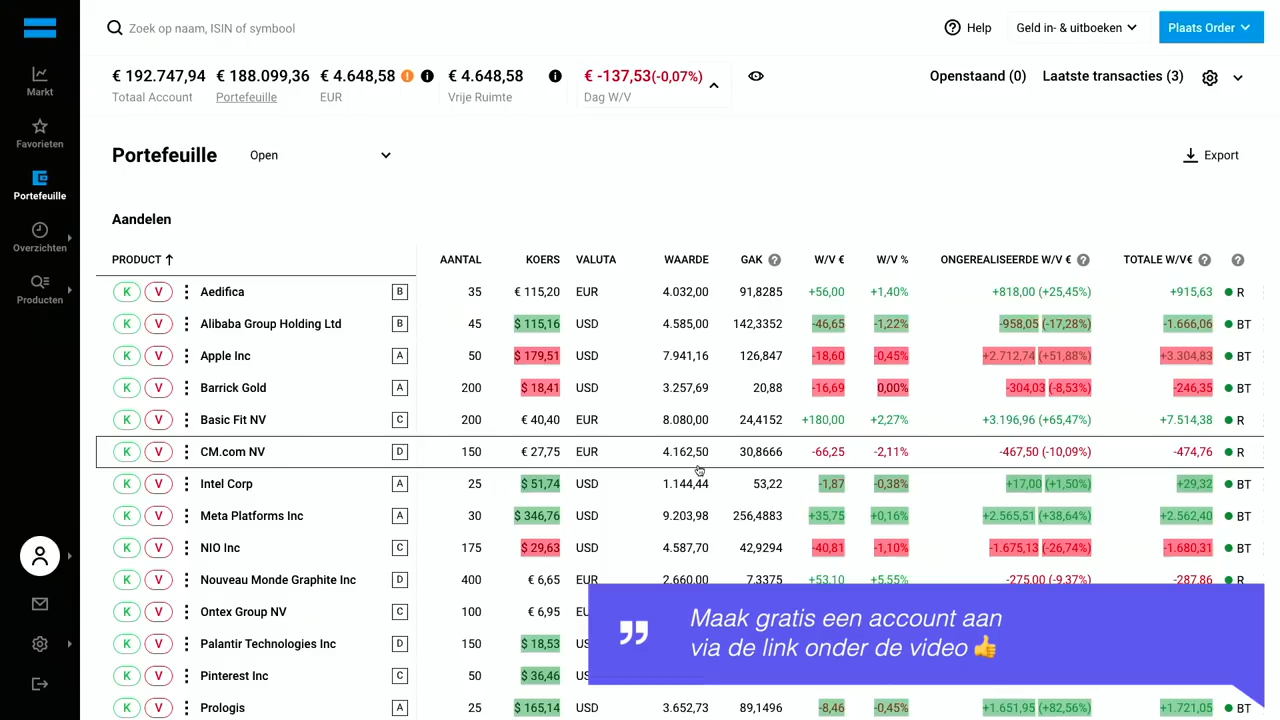 Zoek op naam, ISIN of symbool
Help
Geld in- & uitboeken
Plaats Order
€ 192.747,94 € 188.099,36 € 4.648,58 € 4.648,58 € -137,53(-0,07%)
Totaal Account Portefeuille EUR Vrije Ruimte Dag W/V
Openstaand (0) Laatste transacties (3)
Markt
Favorieten
Portefeuille
Overzichten
Producten
Portefeuille Open Export
Aandelen
PRODUCT AANTAL KOERS VALUTA WAARDE GAK ? W/V € W/V % ONGEREALISEERDE W/V € ? TOTALE W/V€ ? ?
K V Aedifica B 35 € 115,20 EUR 4.032,00 91,8285 +56,00 +1,40% +818,00 (+25,45%) +915,63 R
K V Alibaba Group Holding Ltd B 45 $ 115,16 USD 4.585,00 142,3352 -46,65 -1,22% -958,05 (-17,28%) -1.666,06 BT
K V Apple Inc A 50 $ 179,51 USD 7.941,16 126,847 -18,60 -0,45% +2.712,74 (+51,88%) +3.304,83 BT
K V Barrick Gold A 200 $ 18,41 USD 3.257,69 20,88 -16,69 0,00% -304,03 (-8,53%) -246,35 BT
K V Basic Fit NV C 200 € 40,40 EUR 8.080,00 24,4152 +180,00 +2,27% +3.196,96 (+65,47%) +7.514,38 R
K V CM.com NV D 150 € 27,75 EUR 4.162,50 30,8666 -66,25 -2,11% -467,50 (-10,09%) -474,76 R
K V Intel Corp A 25 $ 51,74 USD 1.144,44 53,22 -1,87 -0,38% +17,00 (+1,50%) +29,32 BT
K V Meta Platforms Inc A 30 $ 346,76 USD 9.203,98 256,4883 +35,75 +0,16% +2.565,51 (+38,64%) +2.562,40 BT
K V NIO Inc C 175 $ 29,63 USD 4.587,70 42,9294 -40,81 -1,10% -1.675,13 (-26,74%) -1.680,31 BT
K V Nouveau Monde Graphite Inc D 400 € 6,65 EUR 2.660,00 7,3375 +53,10 +5,55% -275,00 (-9,37%) -287,86 R
K V Ontex Group NV C 100 € 6,95
K V Palantir Technologies Inc D 150 $ 18,53
K V Pinterest Inc C 50 $ 36,46
K V Prologis A 25 $ 165,14 USD 3.652,73 89,1496 -8,46 -0,45% +1.651,95 (+82,56%) +1.721,05 BT
Maak gratis een account aan
via de link onder de video 👍